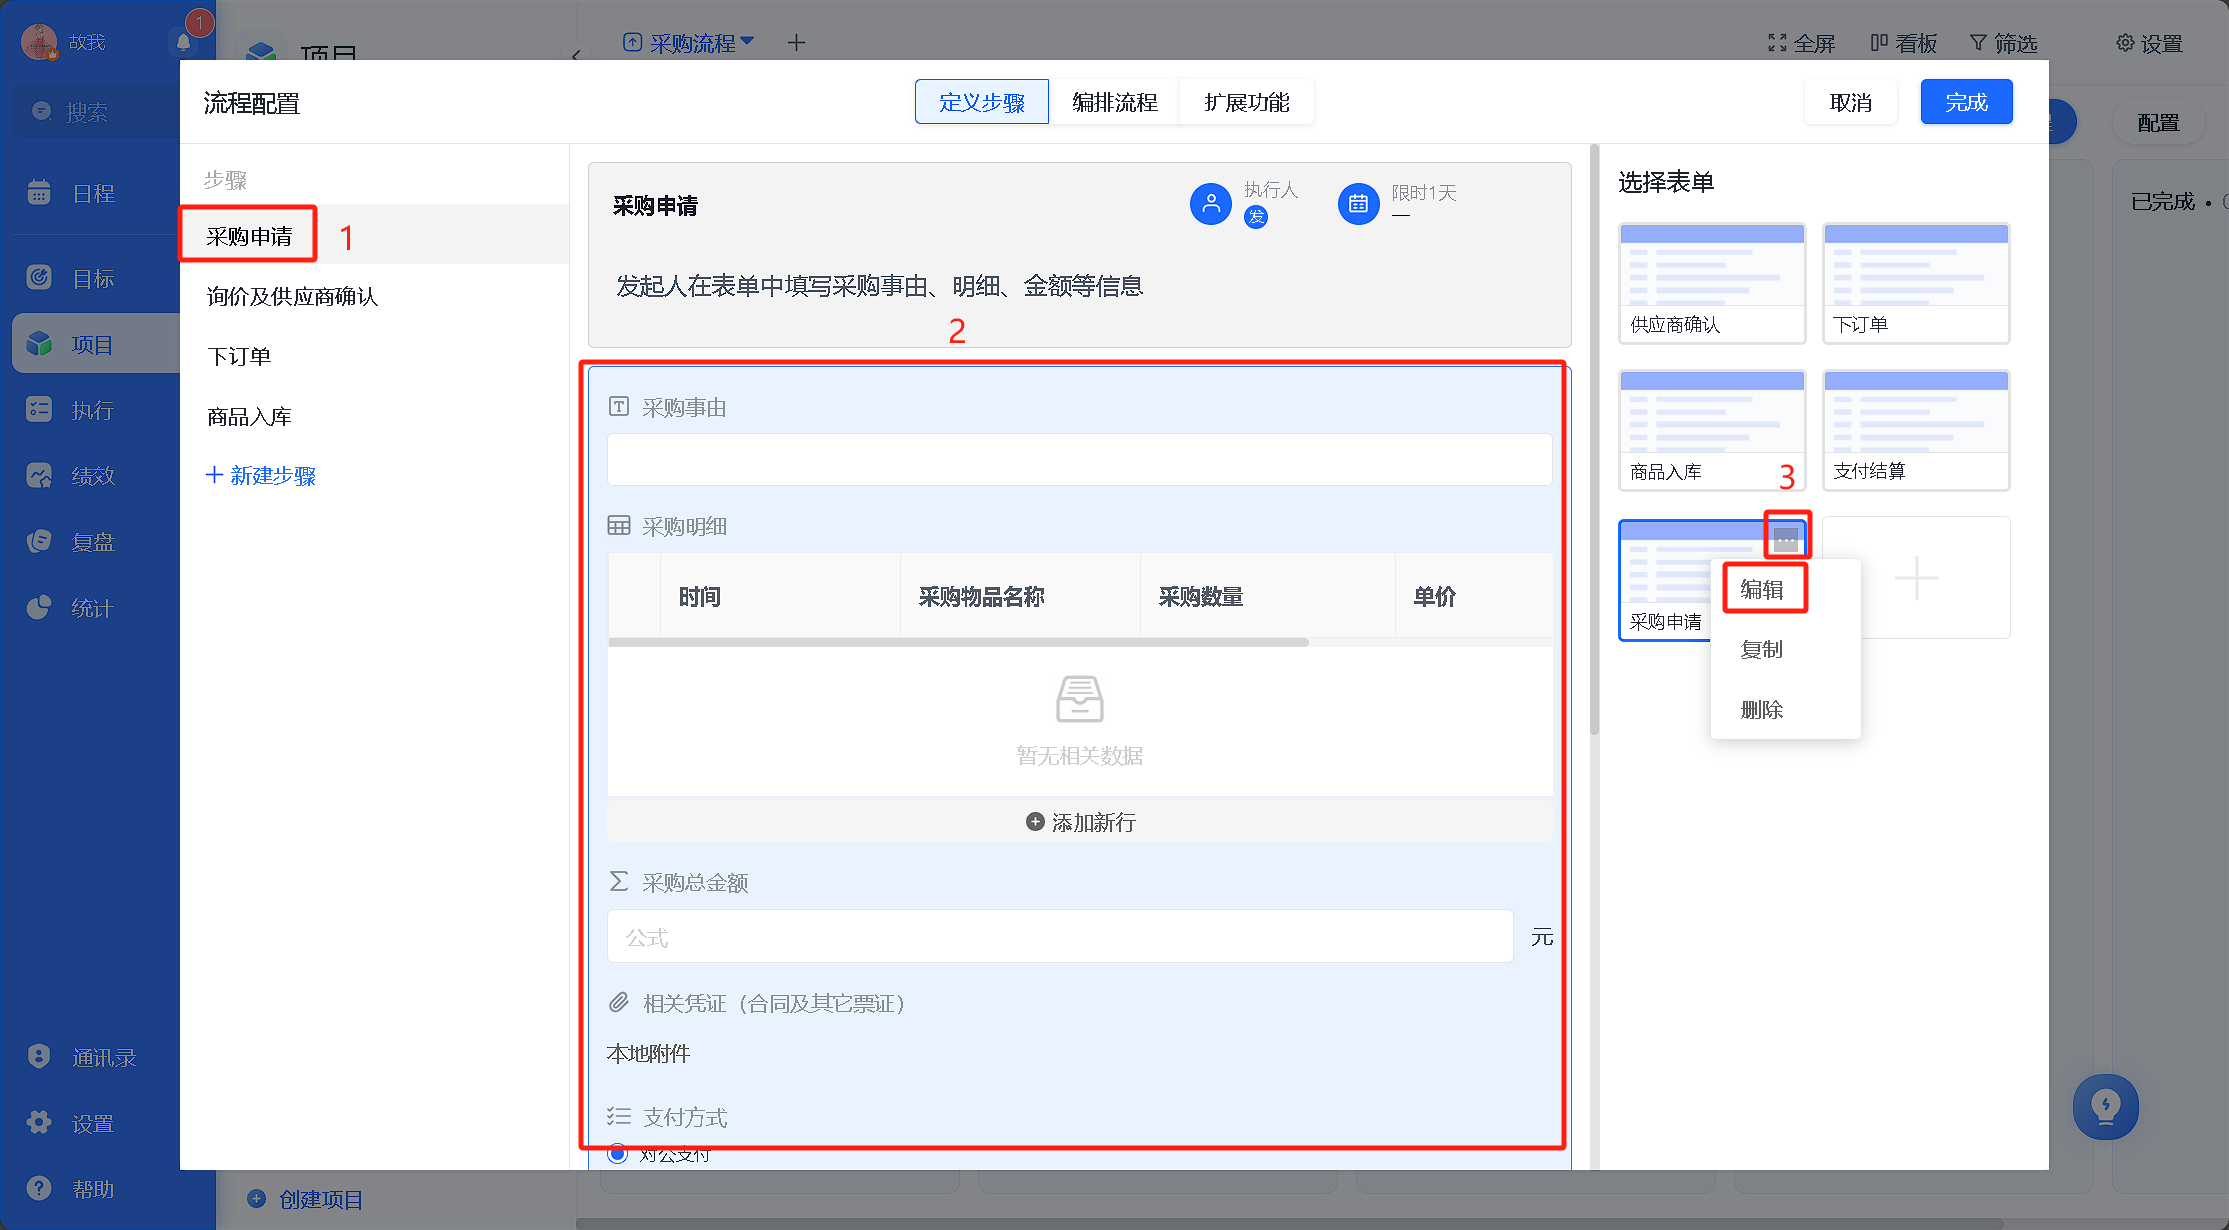 故我
1
搜索
日程
目标
项目
执行
绩效
复盘
统计
通讯录
设置
帮助
项目
创建项目
采购流程
全屏
看板
筛选
设置
配置
已完成
流程配置
定义步骤
编排流程
扩展功能
取消
完成
步骤
采购申请
1
询价及供应商确认
下订单
商品入库
新建步骤
采购申请
执行人
发
限时1天
—
发起人在表单中填写采购事由、明细、金额等信息
2
采购事由
采购明细
时间
采购物品名称
采购数量
单价
暂无相关数据
添加新行
采购总金额
公式
元
相关凭证（合同及其它票证）
本地附件
支付方式
对公支付
选择表单
供应商确认
下订单
商品入库
3
支付结算
采购申请
编辑
复制
删除